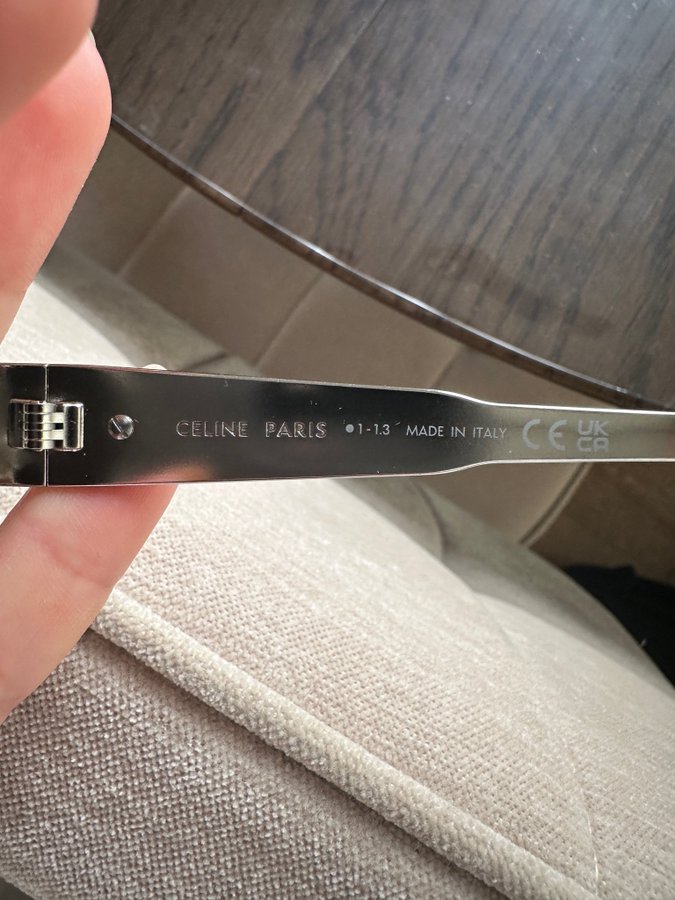 CELINE PARIS 1-1.3 MADE IN ITALY CE UK CA